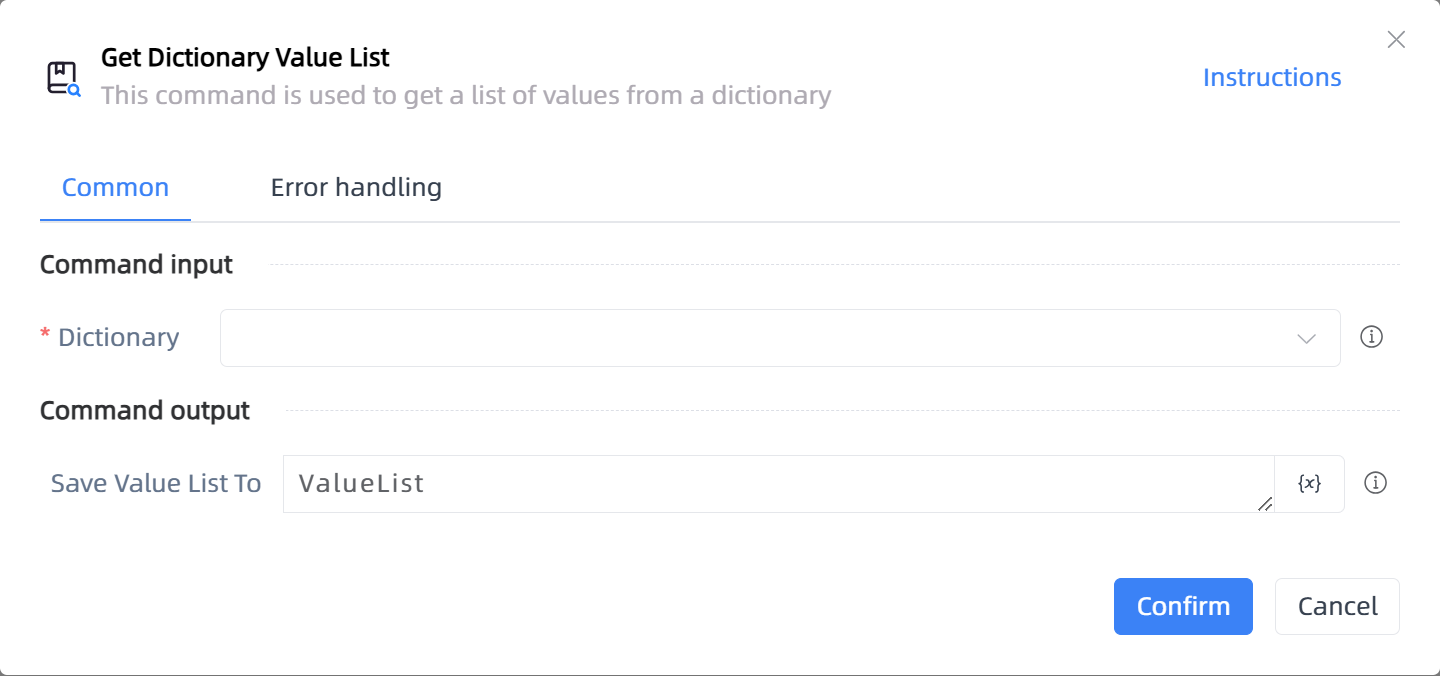 Get Dictionary Value List
This command is used to get a list of values from a dictionary
Instructions
Common
Error handling
Command input
* Dictionary
Command output
Save Value List To
ValueList
{x}
Confirm
Cancel